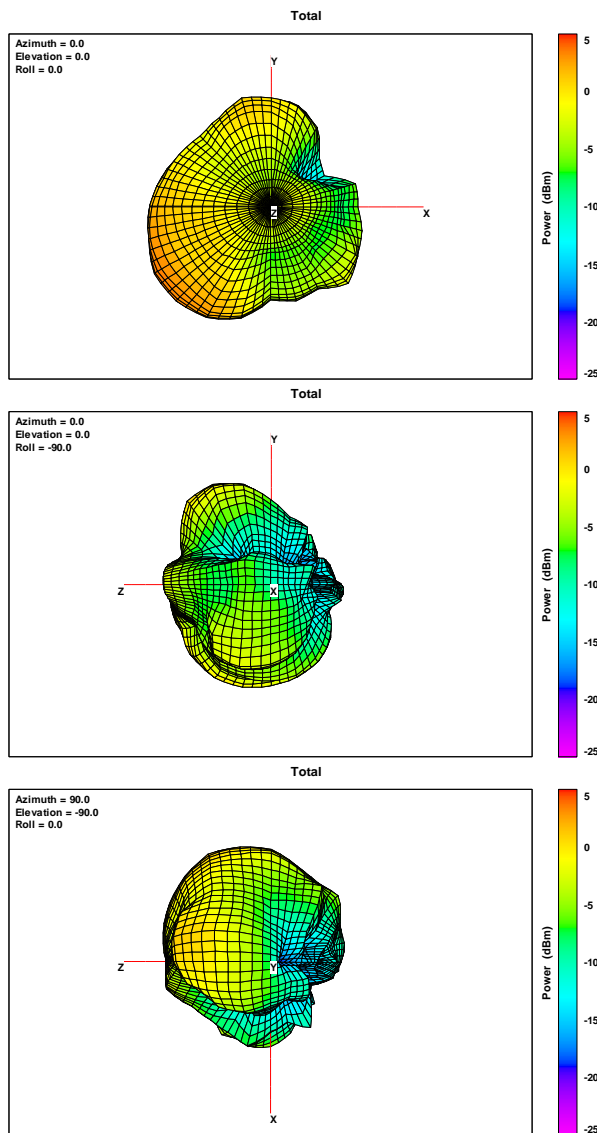 Total
Azimuth = 0.0
Elevation = 0.0
Roll = 0.0
Y
X
Z
5
0
-5
-10
-15
-20
-25
Power (dBm)
Total
Azimuth = 0.0
Elevation = 0.0
Roll = -90.0
Y
Z
X
5
0
-5
-10
-15
-20
-25
Power (dBm)
Total
Azimuth = 90.0
Elevation = -90.0
Roll = 0.0
Z
Y
X
5
0
-5
-10
-15
-20
-25
Power (dBm)